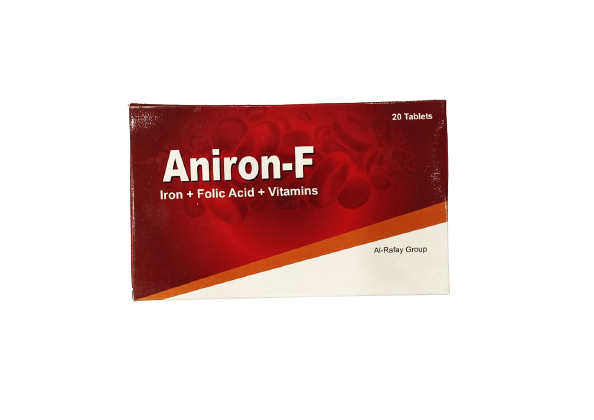 20 Tablets
Aniron-F
Iron + Folic Acid + Vitamins
Al-Rafay Group